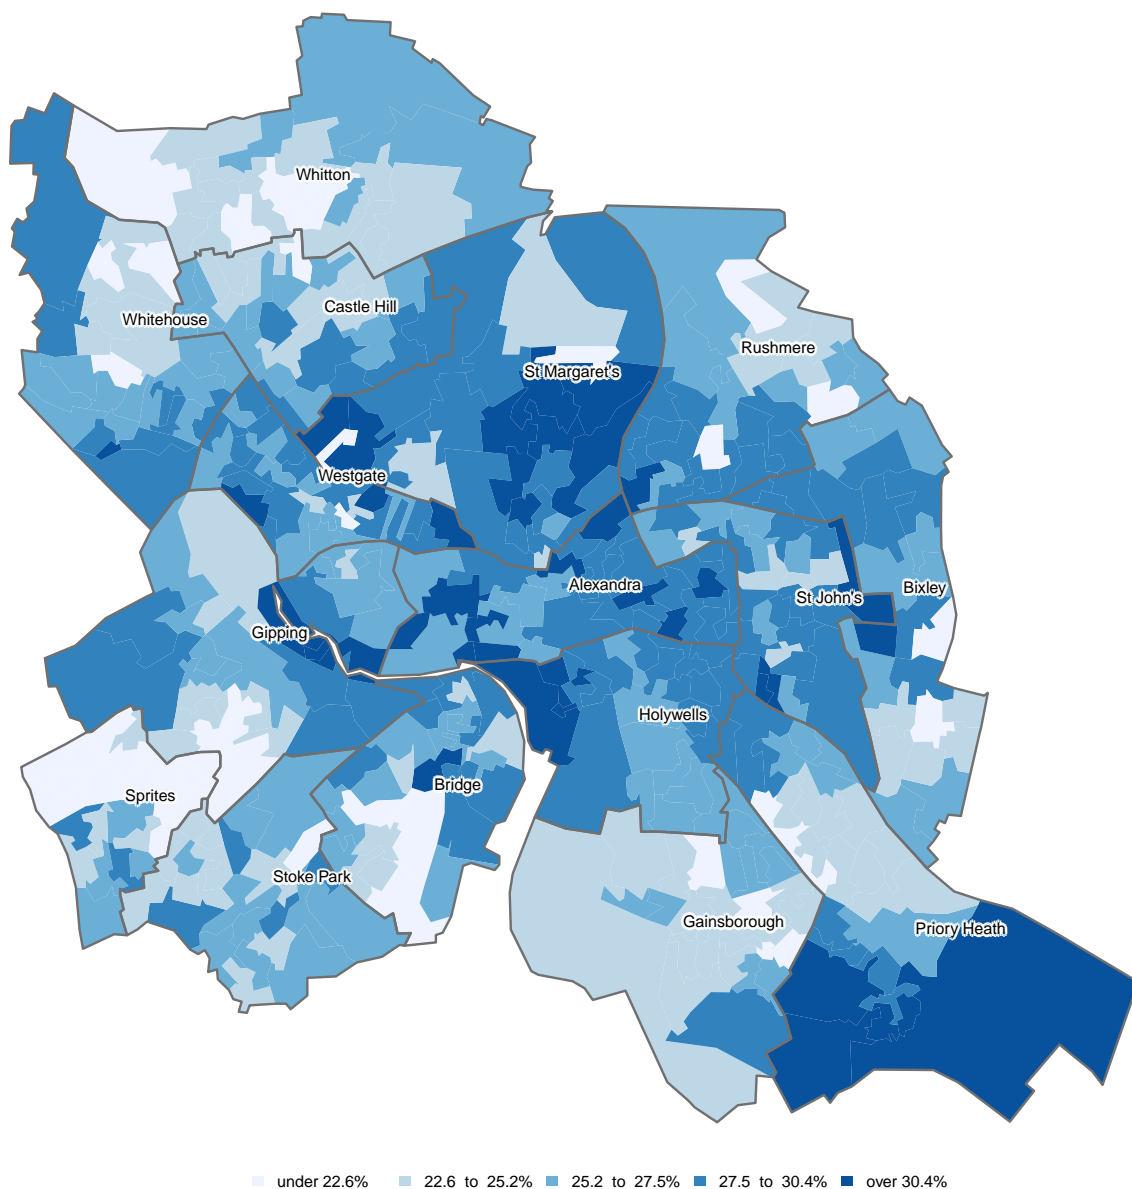 Whitton
Castle Hill
Whitehouse
Rushmere
St Margaret's
Westgate
Alexandra
St John's
Bixley
Gipping
Holywells
Sprites
Bridge
Stoke Park
Gainsborough
Priory Heath
under 22.6% 22.6 to 25.2% 25.2 to 27.5% 27.5 to 30.4% over 30.4%